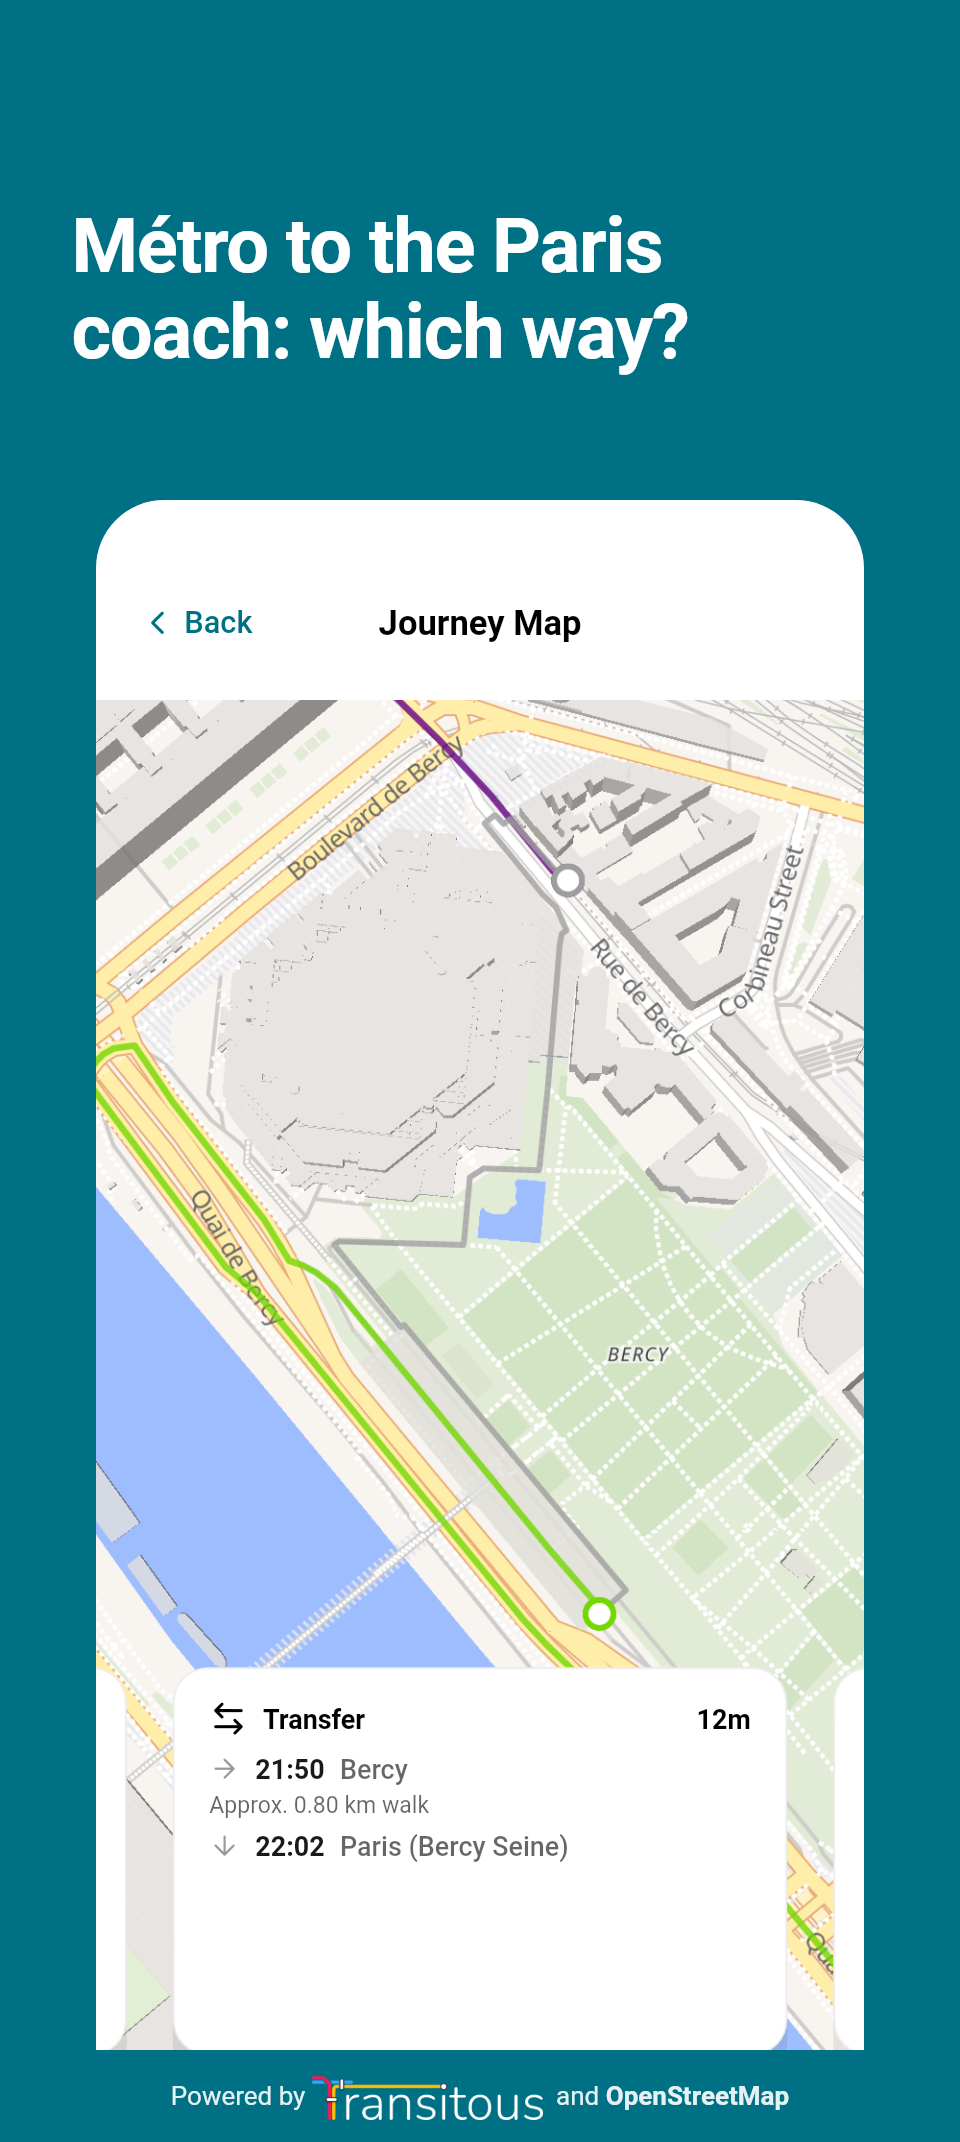 Métro to the Paris
coach: which way?
Back
Journey Map
Boulevard de Bercy
Rue de Bercy
Corbineau Street
Quai de Bercy
BERCY
Transfer 12m
21:50 Bercy
Approx. 0.80 km walk
22:02 Paris (Bercy Seine)
Powered by Transitous and OpenStreetMap